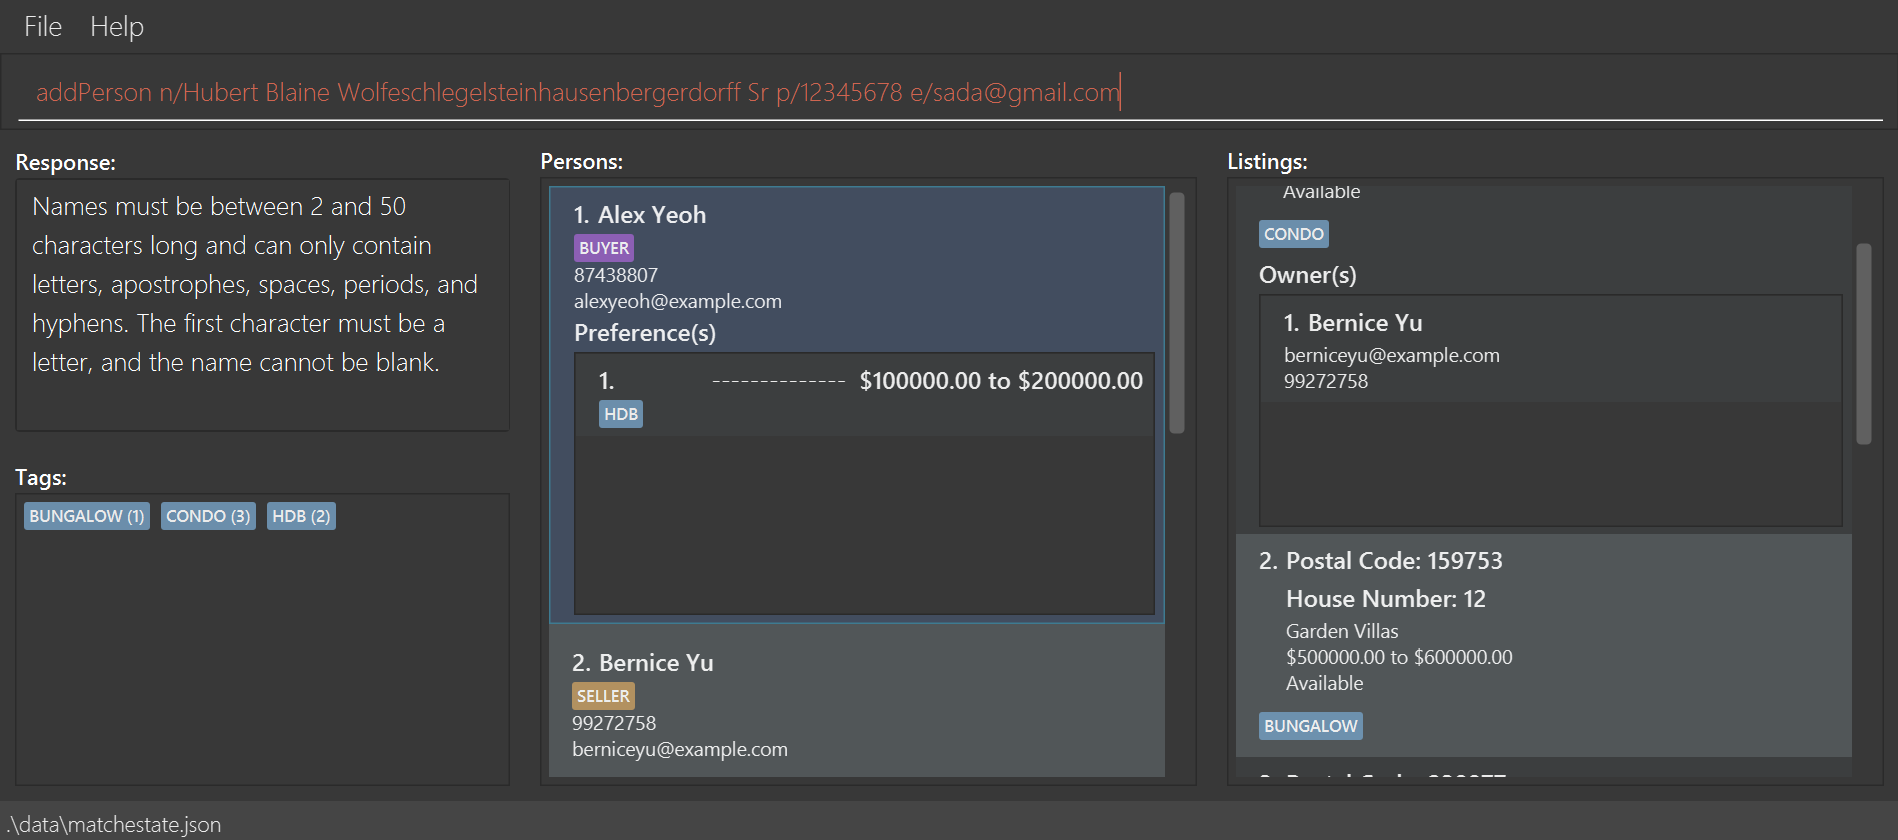 File Help
addPerson n/Hubert Blaine Wolfeschlegelsteinhausenbergerdorff Sr p/12345678 e/sada@gmail.com
Response:
Names must be between 2 and 50
characters long and can only contain
letters, apostrophes, spaces, periods, and
hyphens. The first character must be a
letter, and the name cannot be blank.
Tags:
BUNGALOW (1) CONDO (3) HDB (2)
Persons:
1. Alex Yeoh
BUYER
87438807
alexyeoh@example.com
Preference(s)
1. -------------- $100000.00 to $200000.00
HDB
2. Bernice Yu
SELLER
99272758
berniceyu@example.com
Listings:
Available
CONDO
Owner(s)
1. Bernice Yu
berniceyu@example.com
99272758
2. Postal Code: 159753
House Number: 12
Garden Villas
$500000.00 to $600000.00
Available
BUNGALOW
Postal Code:
.\data\matchestate.json